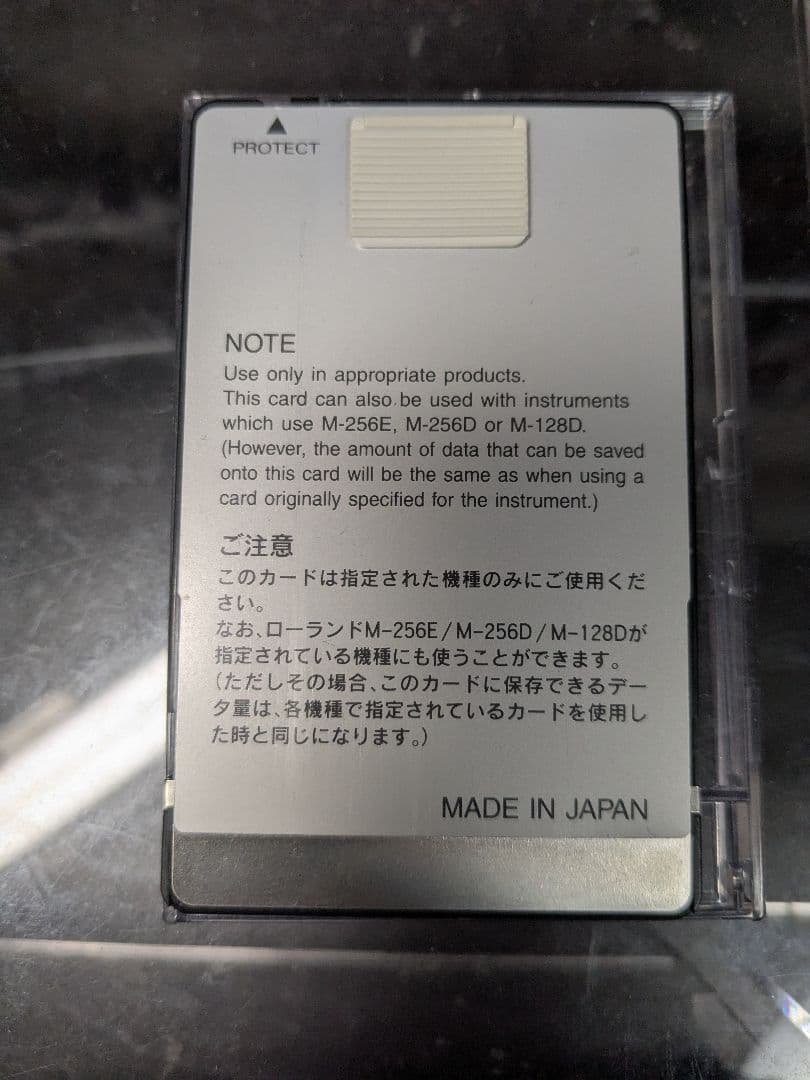 PROTECT
NOTE
Use only in appropriate products.
This card can also be used with instruments
which use M-256E, M-256D or M-128D.
(However, the amount of data that can be saved
onto this card will be the same as when using a
card originally specified for the instrument.)
ご注意
このカードは指定された機種のみにご使用くだ
さい。
なお、ローランドM-256E/M-256D/M-128Dが
指定されている機種にも使うことができます。
(ただしその場合、このカードに保存できるデー
タ量は、各機種で指定されているカードを使用し
た時と同じになります。)
MADE IN JAPAN